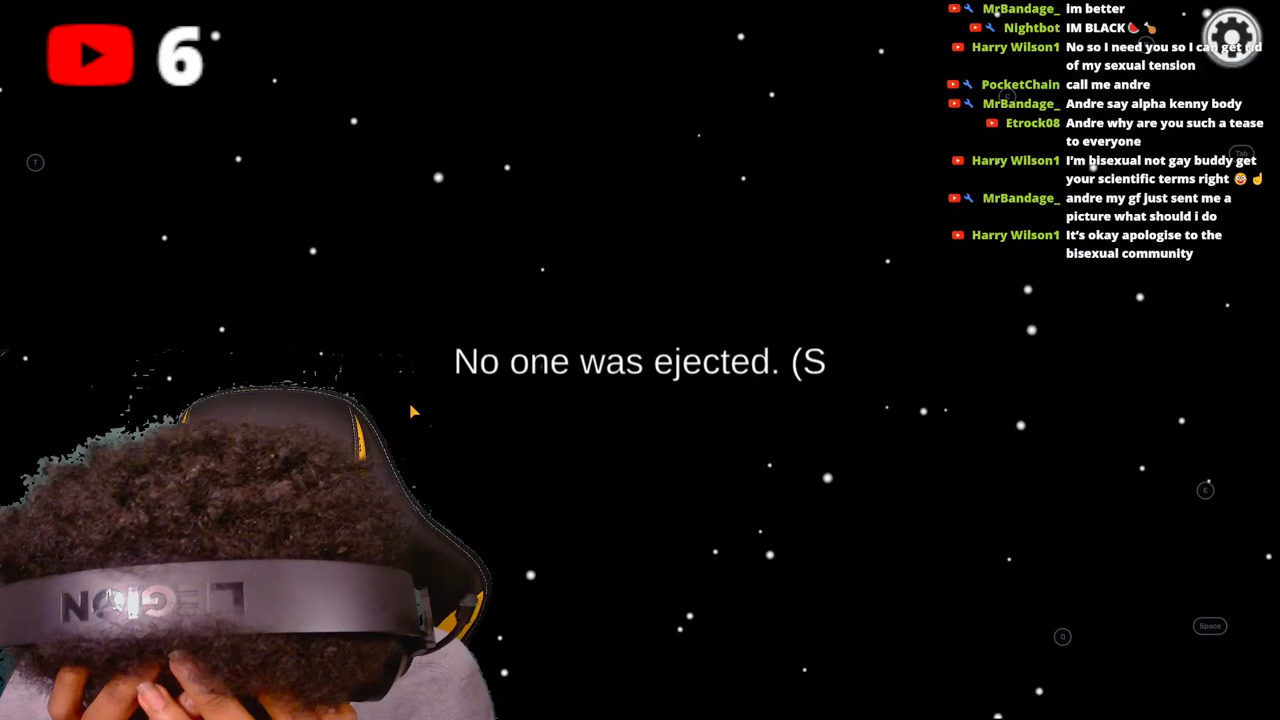 6
MrBandage_ im better
Nightbot IM BLACK🍉🍗
Harry Wilson1 No so I need you so I can get rid
of my sexual tension
PocketChain call me andre
MrBandage_ Andre say alpha kenny body
Etrock08 Andre why are you such a tease
to everyone
Harry Wilson1 I'm bisexual not gay buddy get
your scientific terms right 🤓☝️
MrBandage_ andre my gf just sent me a
picture what should i do
Harry Wilson1 It's okay apologise to the
bisexual community
T
C
Tab
No one was ejected. (S
E
LEGION
Space
Q